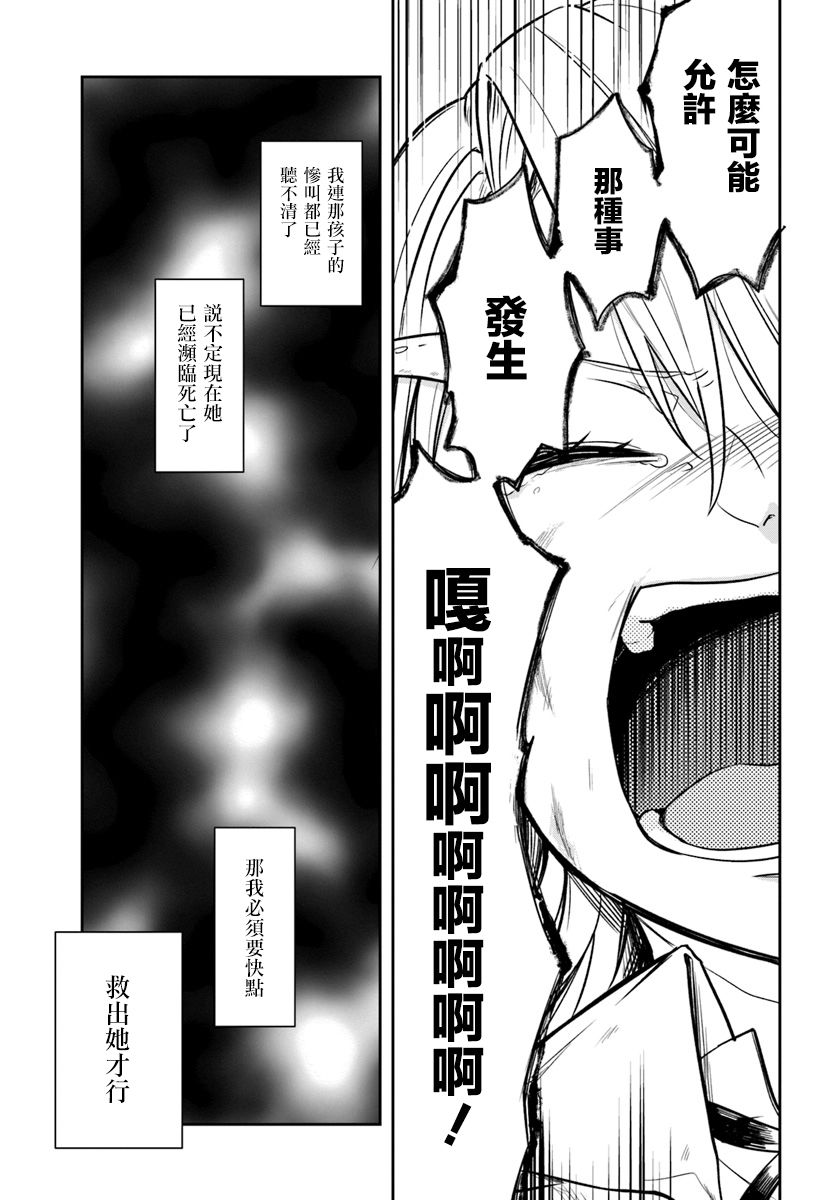 怎麼可能
允許
那種事
發生
嘎啊啊啊啊啊啊啊啊！
我連那孩子的
慘叫都已經
聽不清了
說不定現在她
已經瀕臨死亡了
那我必須要快點
救出她才行